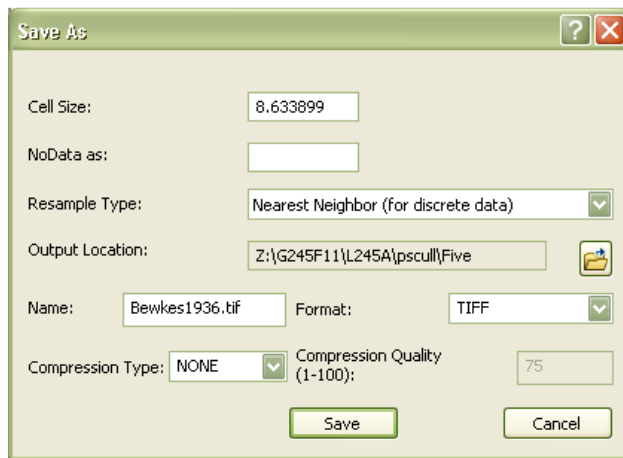 Save As
?
Cell Size: 8.633899
NoData as:
Resample Type: Nearest Neighbor (for discrete data)
Output Location: Z:\G245F11\L245A\pscull\Five
Name: Bewkes1936.tif Format: TIFF
Compression Type: NONE Compression Quality
(1-100): 75
Save Cancel